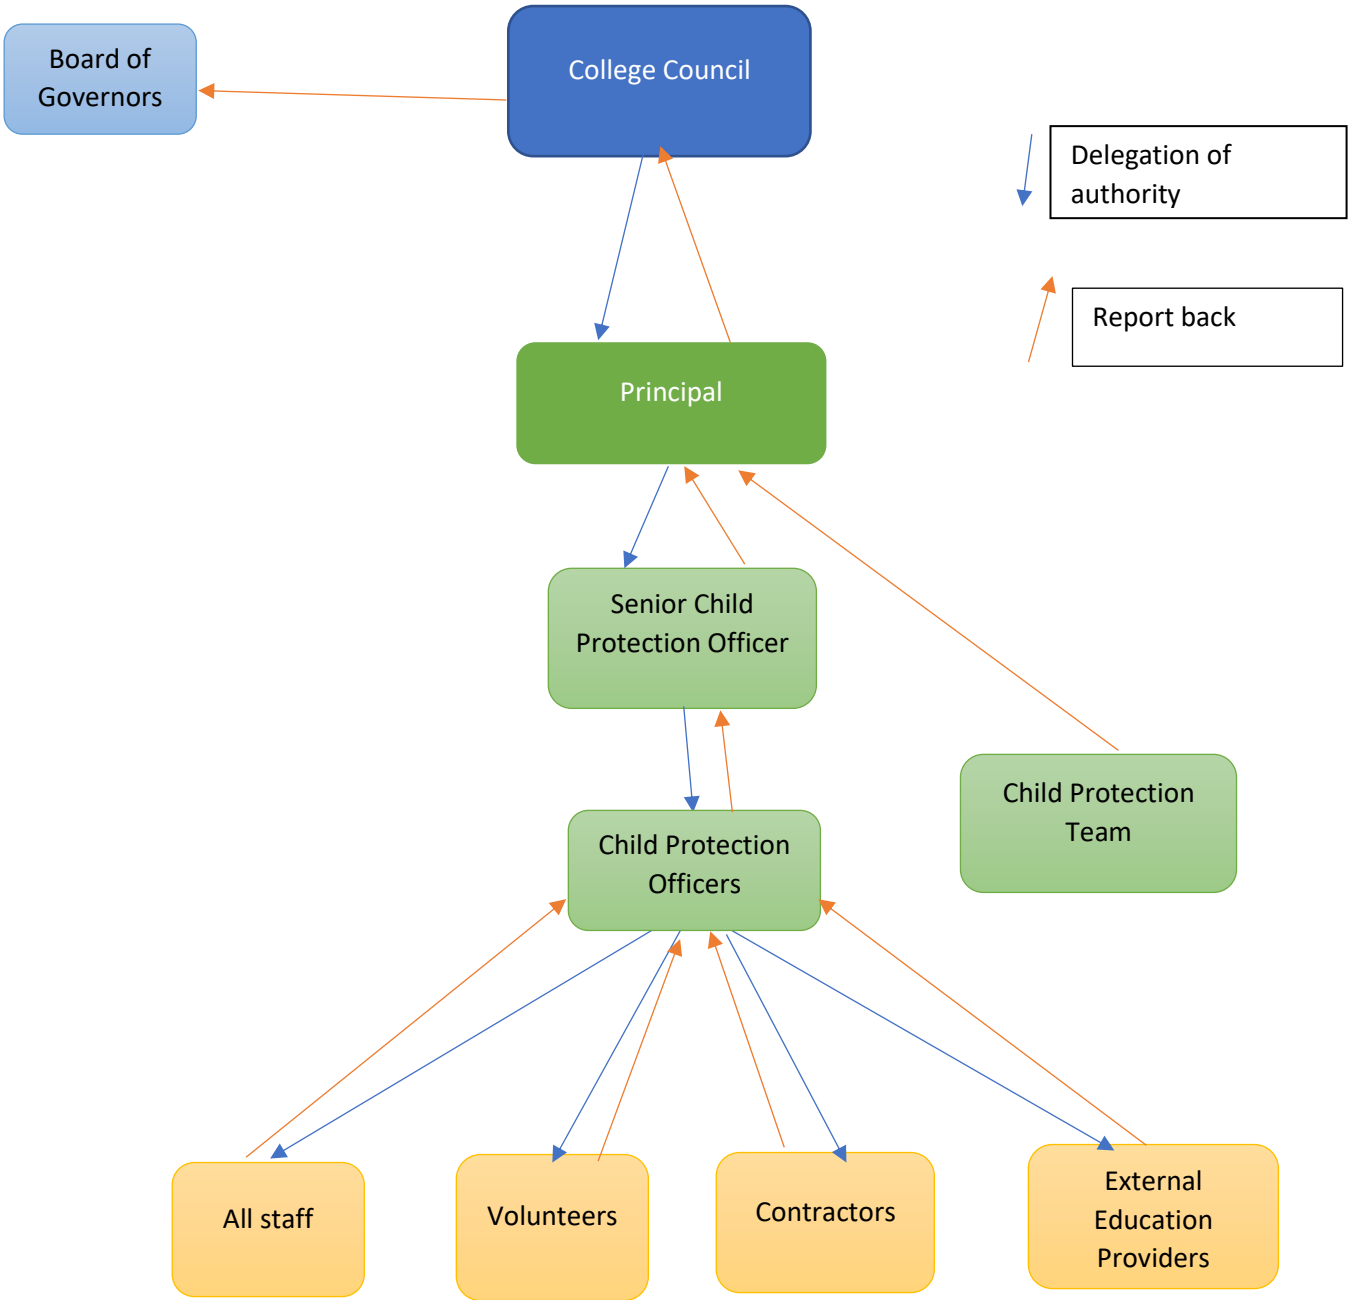 Board of
Governors
College Council
Delegation of
authority
Report back
Principal
Senior Child
Protection Officer
Child Protection
Team
Child Protection
Officers
All staff
Volunteers
Contractors
External
Education
Providers